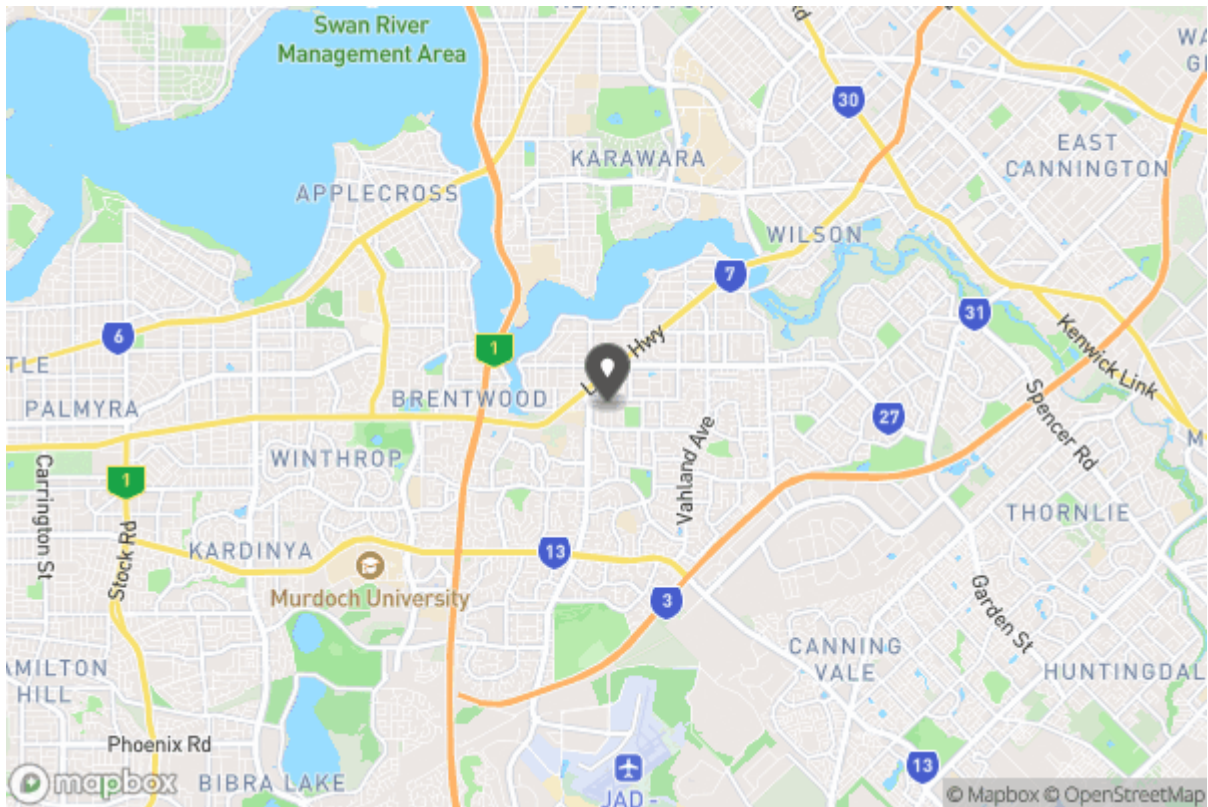 Swan River
Management Area
30
KARAWARA
EAST
CANNINGTON
APPLECROSS
WILSON
7
31
6
1
Hwy
Kenwick Link
BRENTWOOD
PALMYRA
27
Spencer Rd
Vahland Ave
WINTHROP
1
Carrington St
THORNLIE
Stock Rd
KARDINYA
13
Murdoch University
3
Garden St
CANNING
VALE
HILL
Phoenix Rd
13
BIBRA LAKE
mapbox
© Mapbox © OpenStreetMap